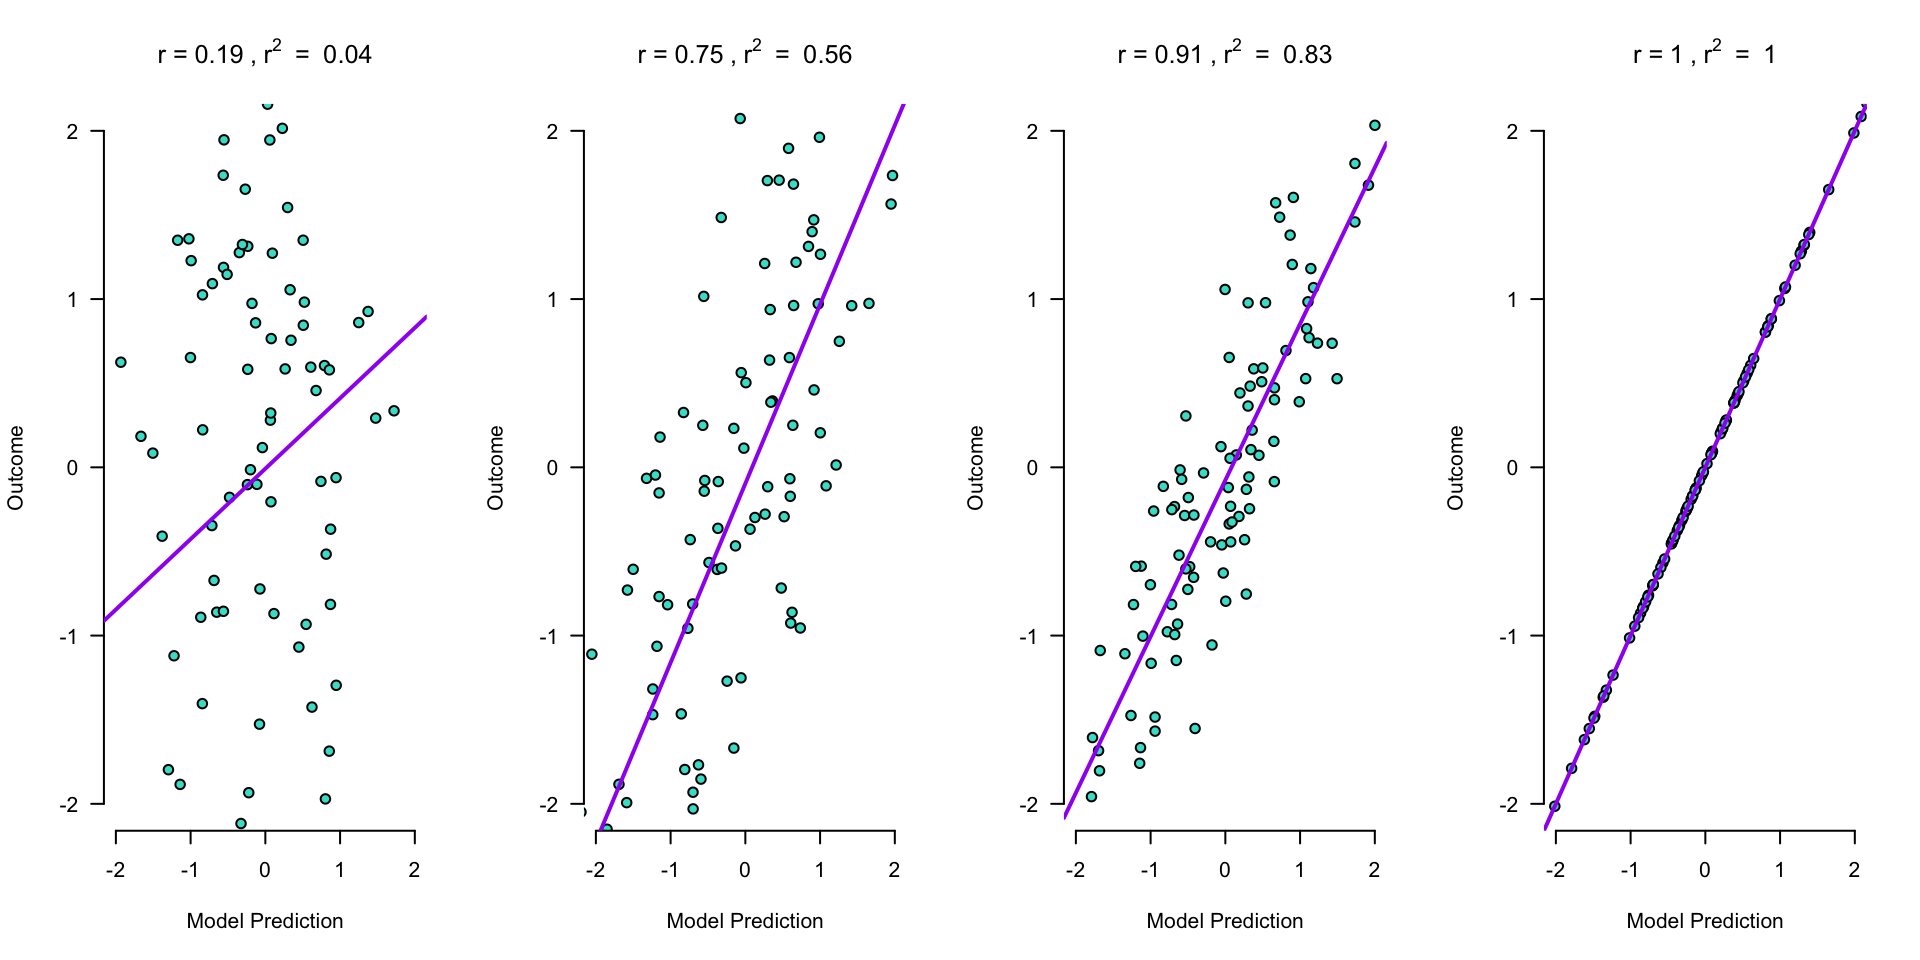 r = 0.19 , r² = 0.04
2
1
0
-1
-2
Outcome
-2 -1 0 1 2
Model Prediction
r = 0.75 , r² = 0.56
2
1
0
-1
-2
Outcome
-2 -1 0 1 2
Model Prediction
r = 0.91 , r² = 0.83
2
1
0
-1
-2
Outcome
-2 -1 0 1 2
Model Prediction
r = 1 , r² = 1
2
1
0
-1
-2
Outcome
-2 -1 0 1 2
Model Prediction